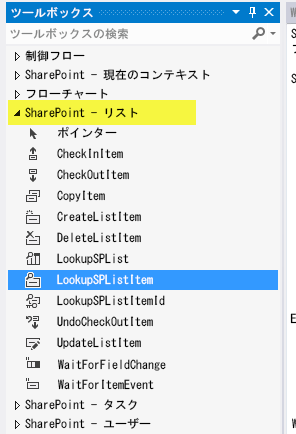 ツールボックス
ツールボックスの検索
制御フロー
SharePoint - 現在のコンテキスト
フローチャート
SharePoint - リスト
ポインター
CheckInItem
CheckOutItem
CopyItem
CreateListItem
DeleteListItem
LookupSPList
LookupSPListItem
LookupSPListItemId
UndoCheckOutItem
UpdateListItem
WaitForFieldChange
WaitForItemEvent
SharePoint - タスク
SharePoint - ユーザー